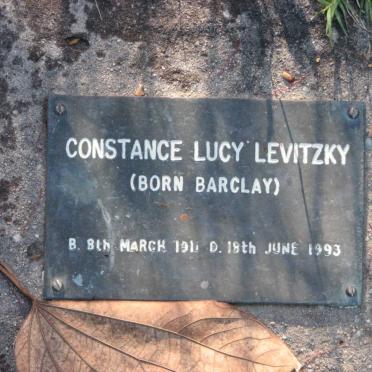 CONSTANCE LUCY LEVITZKY
(BORN BARCLAY)
B. 8th MARCH 1911 D. 18th JUNE 1993